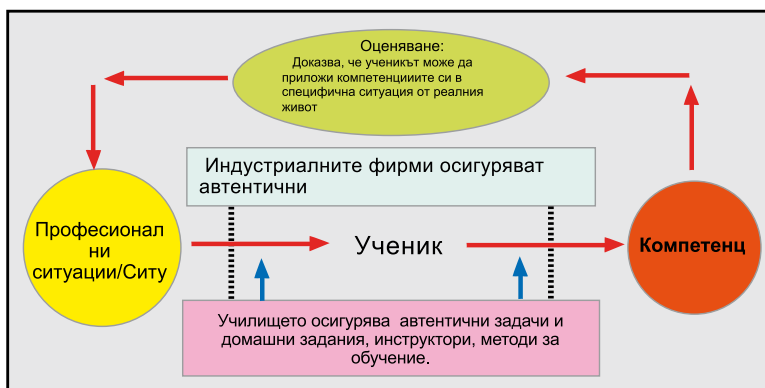 Оценяване:
Доказва, че ученикът може да
приложи компетенциите си в
специфична ситуация от реалния
живот
Индустриалните фирми осигуряват
автентични
Професионал
ни
ситуации/Ситу
Ученик
Компетенц
Училището осигурява автентични задачи и
домашни задания, инструктори, методи за
обучение.